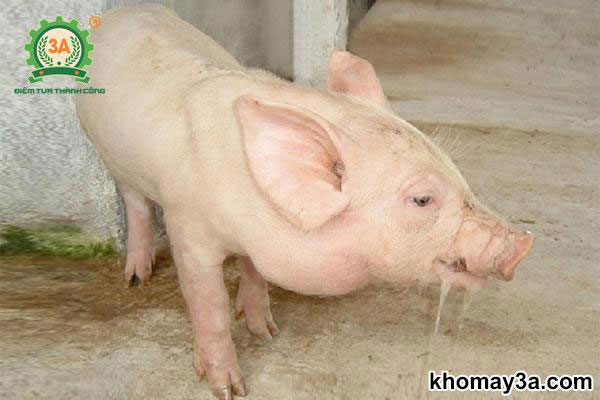 3A
®
ĐIỂM TỰA THÀNH CÔNG
khomay3a.com